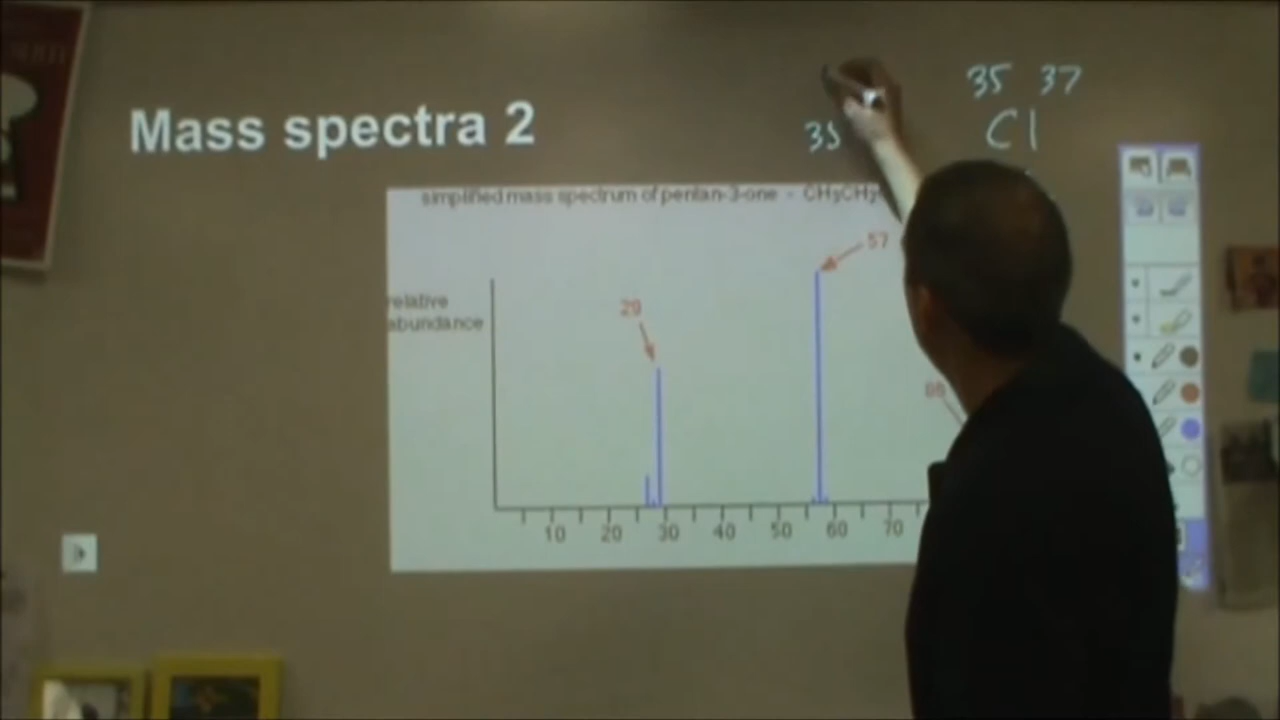 35 37
Mass spectra 2
35
Cl
simplified mass spectrum of pentan-3-one - CH3CH2
57
29
relative
abundance
10 20 30 40 50 60 70